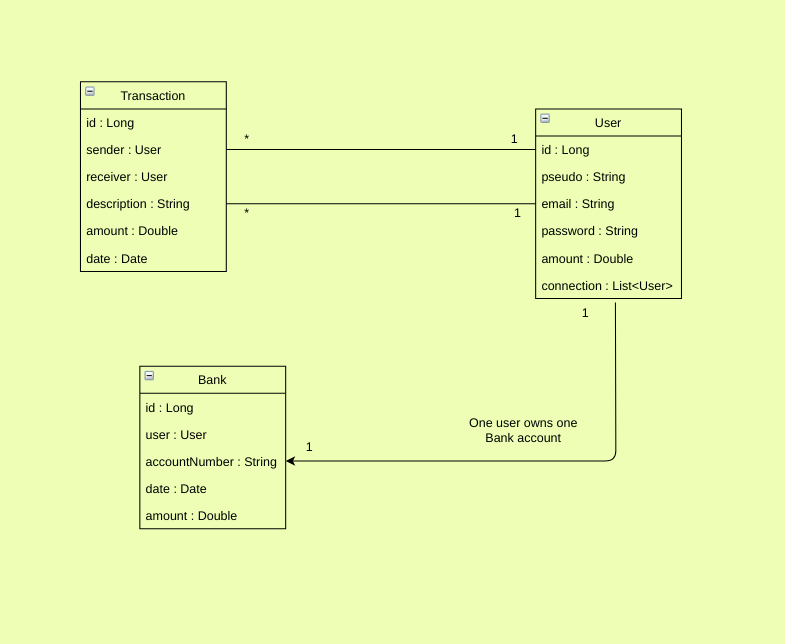 Transaction
id : Long
sender : User
receiver : User
description : String
amount : Double
date : Date
*
1
*
1
User
id : Long
pseudo : String
email : String
password : String
amount : Double
connection : List<User>
1
One user owns one
Bank account
1
Bank
id : Long
user : User
accountNumber : String
date : Date
amount : Double